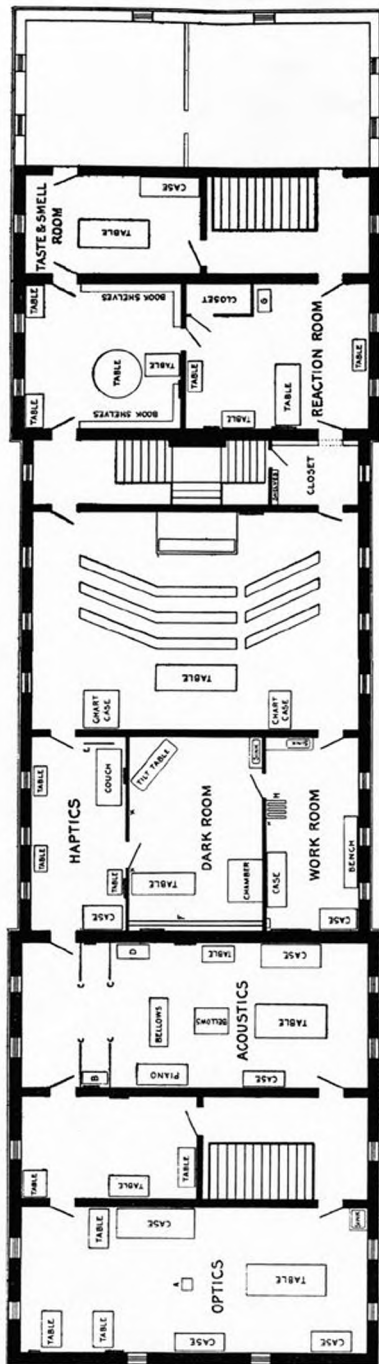 TASTE & SMELL
ROOM
CASE
TABLE
TABLE
BOOK SHELVES
TABLE
TABLE
BOOK SHELVES
TABLE
CLOSET
G
TABLE
TABLE
TABLE
TABLE
REACTION ROOM
SHELVES
CLOSET
TABLE
CHART
CASE
CHART
CASE
HAPTICS
TABLE
TABLE
E
COUCH
TABLE
CASE
DARK ROOM
TILT TABLE
SINK
X
TABLE
CHAMBER
F
WORK ROOM
SINK
H
CASE
BENCH
CASE
ACOUSTICS
C
C
C
C
D
TABLE
CASE
BELLOWS
BELLOWS
TABLE
B
PIANO
CASE
TABLE
TABLE
TABLE
OPTICS
TABLE
CASE
SINK
A
TABLE
TABLE
TABLE
CASE
CASE